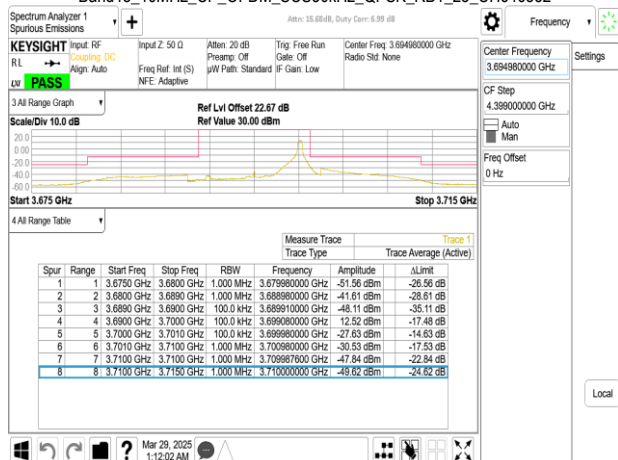 Spectrum Analyzer 1
Spurious Emissions
Attn: 15.68dB, Duty Corr: 6.99 dB
Frequency
KEYSIGHT
RL
LXI
PASS
Input: RF
Coupling: DC
Align: Auto
Input Z: 50 Ω
Freq Ref: Int (S)
NFE: Adaptive
Atten: 20 dB
Preamp: Off
µW Path: Standard
Trig: Free Run
Gate: Off
IF Gain: Low
Center Freq: 3.694980000 GHz
Radio Std: None
Center Frequency
3.694980000 GHz
Settings
CF Step
4.399000000 GHz
Auto
Man
Freq Offset
0 Hz
3 All Range Graph
Scale/Div 10.0 dB
Ref Lvl Offset 22.67 dB
Ref Value 30.00 dBm
20.0
0.00
-20.0
-40.0
-60.0
Start 3.675 GHz
Stop 3.715 GHz
4 All Range Table
Measure Trace Trace 1
Trace Type Trace Average (Active)
Spur Range Start Freq Stop Freq RBW Frequency Amplitude ΔLimit
1 1 3.6750 GHz 3.6800 GHz 1.000 MHz 3.679980000 GHz -51.56 dBm -26.56 dB
2 2 3.6800 GHz 3.6890 GHz 1.000 MHz 3.688980000 GHz -41.61 dBm -28.61 dB
3 3 3.6890 GHz 3.6900 GHz 100.0 kHz 3.689910000 GHz -48.11 dBm -35.11 dB
4 4 3.6900 GHz 3.7000 GHz 100.0 kHz 3.699080000 GHz 12.52 dBm -17.48 dB
5 5 3.7000 GHz 3.7010 GHz 100.0 kHz 3.699980000 GHz -27.63 dBm -14.63 dB
6 6 3.7010 GHz 3.7100 GHz 1.000 MHz 3.700980000 GHz -30.53 dBm -17.53 dB
7 7 3.7100 GHz 3.7100 GHz 1.000 MHz 3.709987600 GHz -47.84 dBm -22.84 dB
8 8 3.7100 GHz 3.7150 GHz 1.000 MHz 3.710000000 GHz -49.62 dBm -24.62 dB
Local
Mar 29, 2025
1:12:02 AM